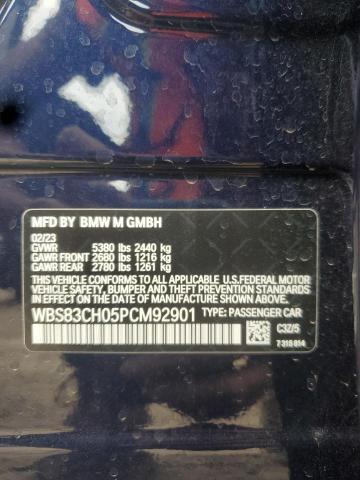 MFD BY BMW M GMBH
02/23
GVWR 5380 lbs 2440 kg
GAWR FRONT 2680 lbs 1216 kg
GAWR REAR 2780 lbs 1261 kg
THIS VEHICLE CONFORMS TO ALL APPLICABLE U.S.FEDERAL MOTOR
VEHICLE SAFETY, BUMPER, AND THEFT PREVENTION STANDARDS
IN EFFECT ON THE DATE OF MANUFACTURE SHOWN ABOVE.
WBS83CH05PCM92901 TYPE: PASSENGER CAR
C3Z/5
7 318 814